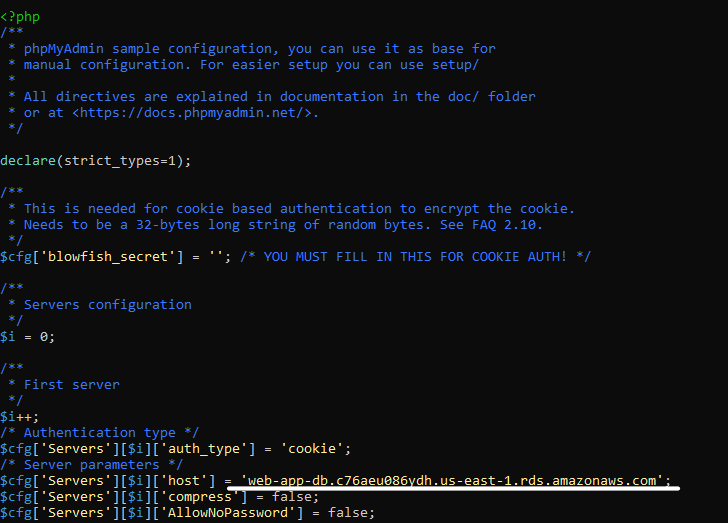 <?php
/**
 * phpMyAdmin sample configuration, you can use it as base for
 * manual configuration. For easier setup you can use setup/
 *
 * All directives are explained in documentation in the doc/ folder
 * or at <https://docs.phpmyadmin.net/>.
 */
declare(strict_types=1);
/**
 * This is needed for cookie based authentication to encrypt the cookie.
 * Needs to be a 32-bytes long string of random bytes. See FAQ 2.10.
 */
$cfg['blowfish_secret'] = ''; /* YOU MUST FILL IN THIS FOR COOKIE AUTH! */
/**
 * Servers configuration
 */
$i = 0;
/**
 * First server
 */
$i++;
/* Authentication type */
$cfg['Servers'][$i]['auth_type'] = 'cookie';
/* Server parameters */
$cfg['Servers'][$i]['host'] = 'web-app-db.c76aeu086ydh.us-east-1.rds.amazonaws.com';
$cfg['Servers'][$i]['compress'] = false;
$cfg['Servers'][$i]['AllowNoPassword'] = false;